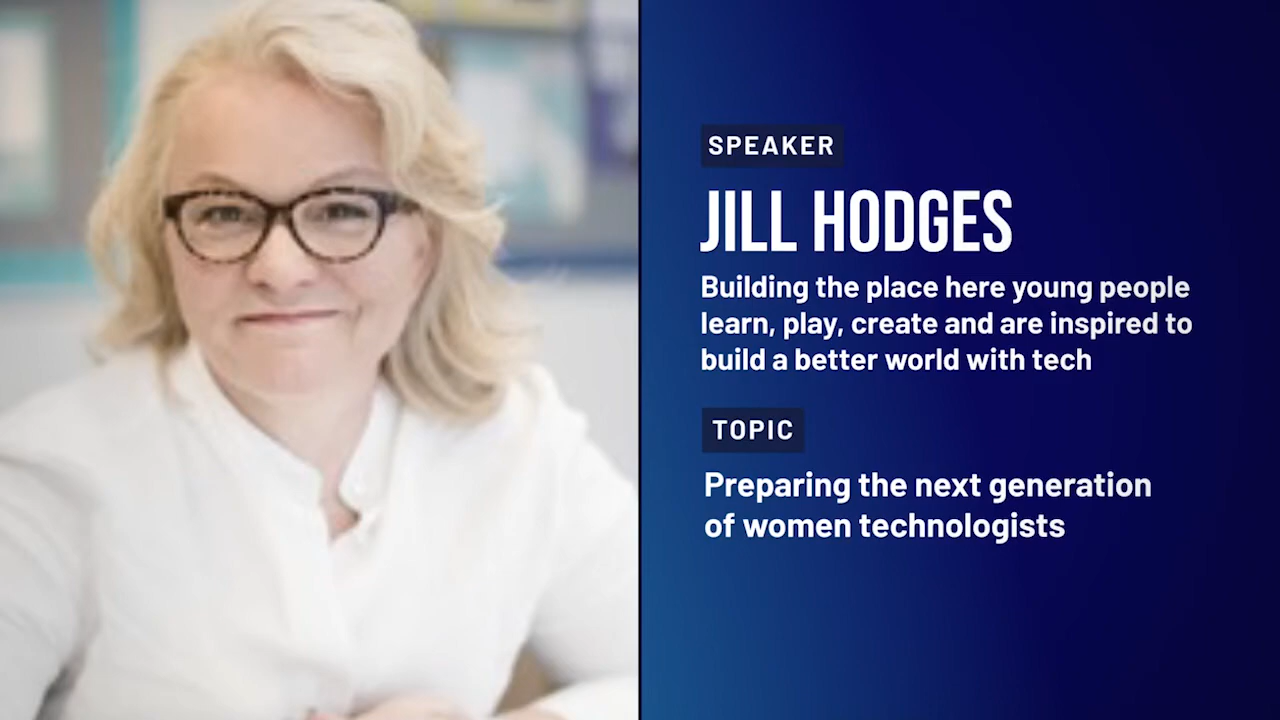 SPEAKER
JILL HODGES
Building the place here young people
learn, play, create and are inspired to
build a better world with tech
TOPIC
Preparing the next generation
of women technologists